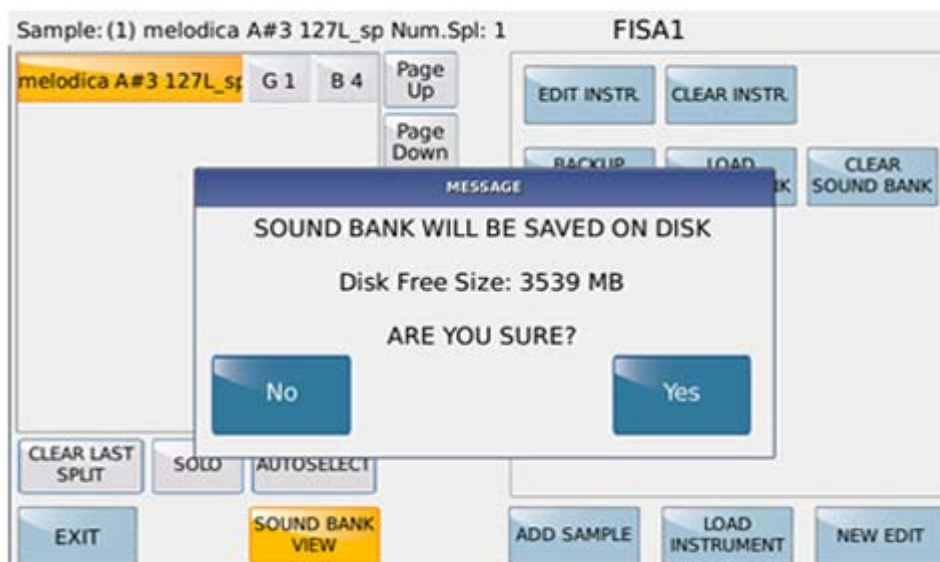 Sample: (1) melodica A#3 127L_sp Num.Spl: 1 FISA1
melodica A#3 127L_sp G 1 B 4
Page
Up
Page
Down
EDIT INSTR.
CLEAR INSTR.
BACKUP
LOAD
CLEAR
SOUND BANK
MESSAGE
SOUND BANK WILL BE SAVED ON DISK
Disk Free Size: 3539 MB
ARE YOU SURE?
No
Yes
CLEAR LAST
SPLIT
SOLO
AUTOSELECT
EXIT
SOUND BANK
VIEW
ADD SAMPLE
LOAD
INSTRUMENT
NEW EDIT